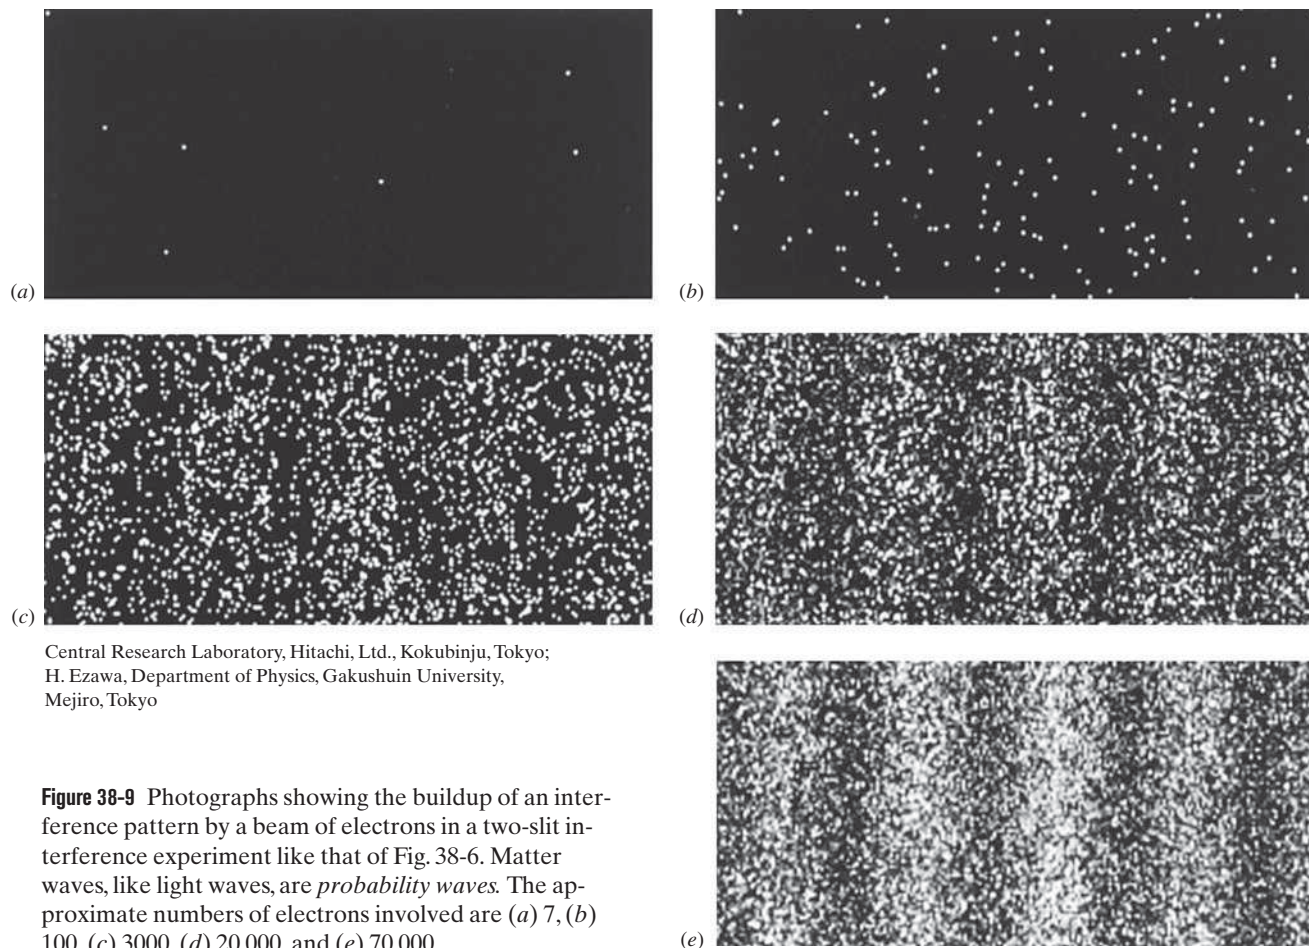 (a)
(b)
(c)
(d)
Central Research Laboratory, Hitachi, Ltd., Kokubinju, Tokyo;
H. Ezawa, Department of Physics, Gakushuin University,
Mejiro, Tokyo
Figure 38-9 Photographs showing the buildup of an inter-
ference pattern by a beam of electrons in a two-slit in-
terference experiment like that of Fig. 38-6. Matter
waves, like light waves, are probability waves. The ap-
proximate numbers of electrons involved are (a) 7, (b)
100, (c) 3000, (d) 20 000, and (e) 70 000.
(e)